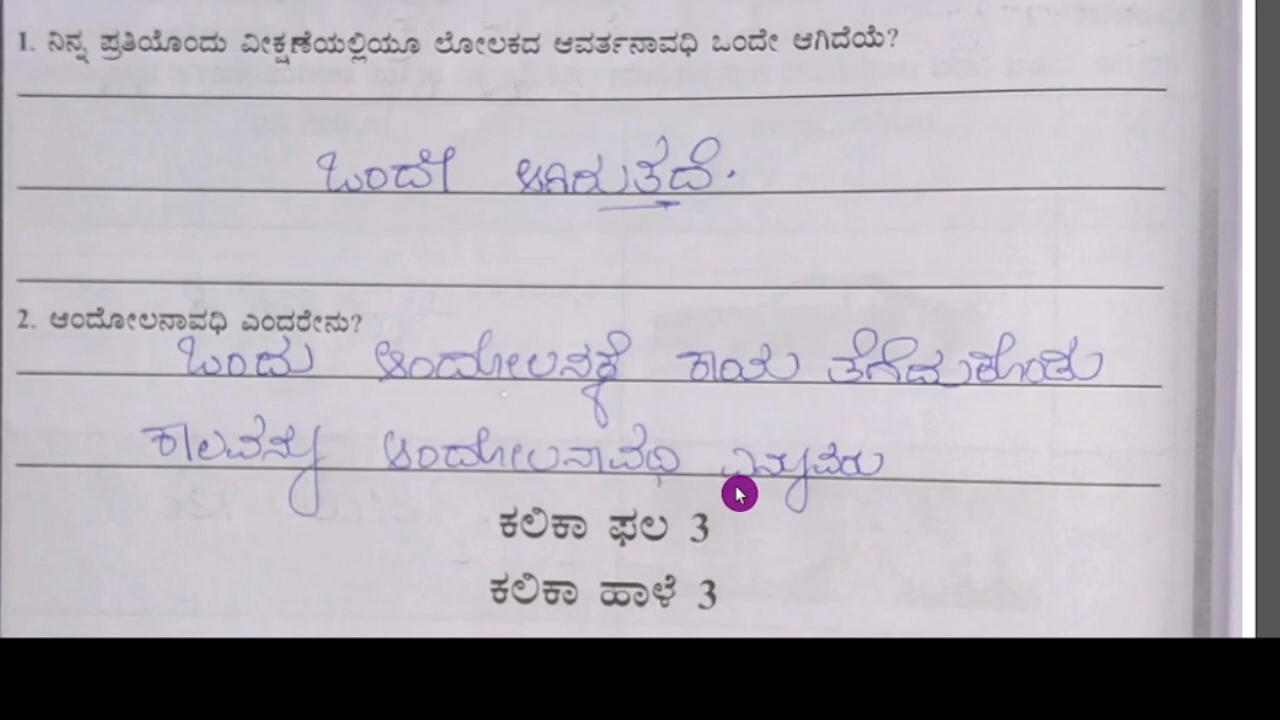 1. ನಿನ್ನ ಪ್ರತಿಯೊಂದು ವೀಕ್ಷಣೆಯಲ್ಲಿಯೂ ಲೋಲಕದ ಆವರ್ತನಾವಧಿ ಒಂದೇ ಆಗಿದೆಯೆ?
ಒಂದೇ ಆಗಿರುತ್ತದೆ.
2. ಆಂದೋಲನಾವಧಿ ಎಂದರೇನು?
ಒಂದು ಆಂದೋಲನಕ್ಕೆ ಕಾಯ ತೆಗೆದುಕೊಂಡು
ಕಾಲವನ್ನು ಆಂದೋಲನಾವಧಿ ಎನ್ನುವರು
ಕಲಿಕಾ ಫಲ 3
ಕಲಿಕಾ ಹಾಳೆ 3